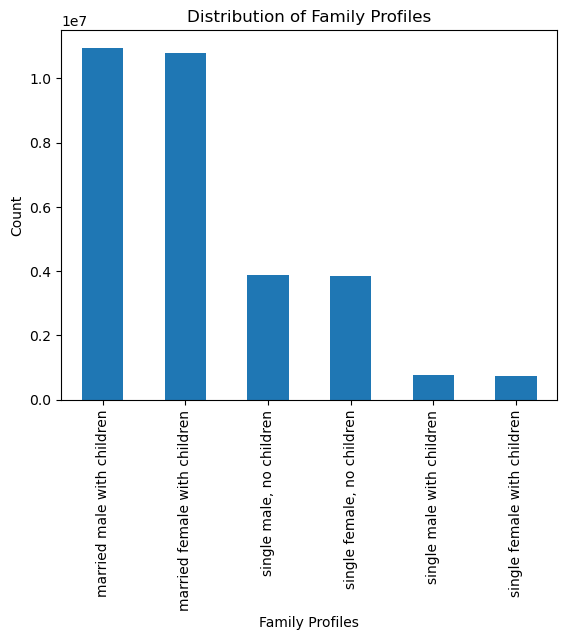 Distribution of Family Profiles
1e7
1.0
0.8
0.6
0.4
0.2
0.0
Count
married male with children
married female with children
single male, no children
single female, no children
single male with children
single female with children
Family Profiles